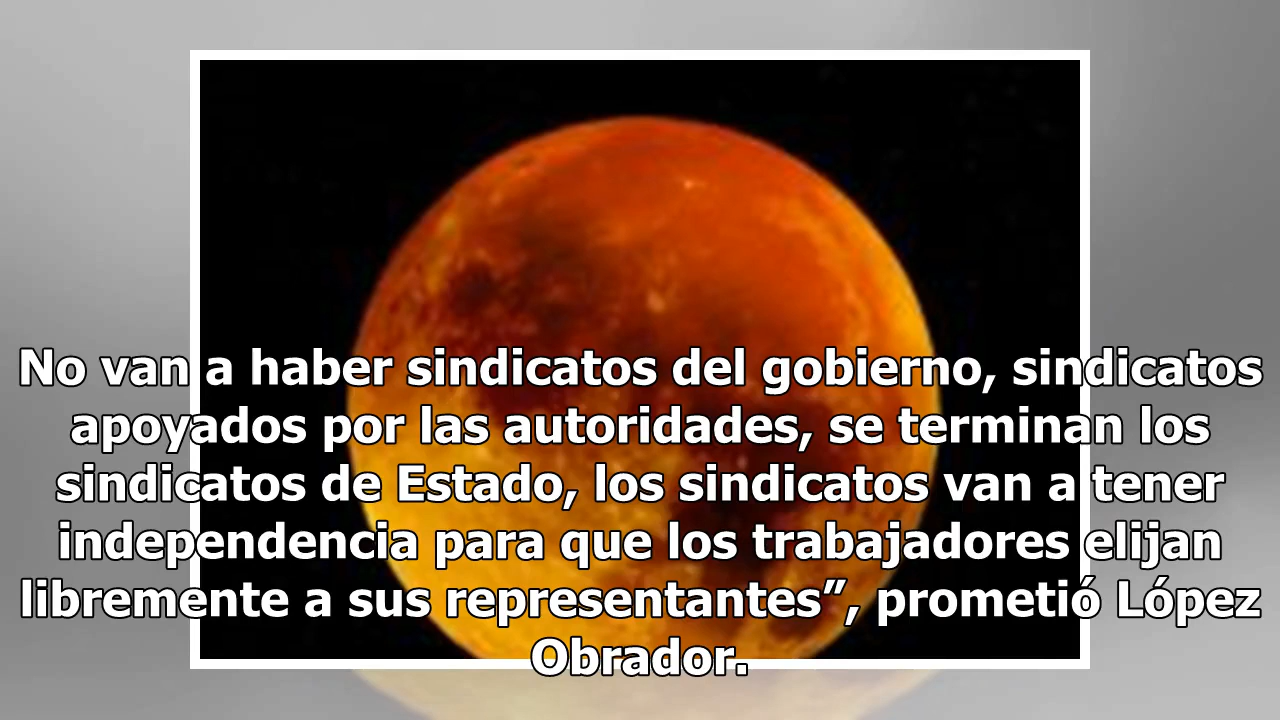 No van a haber sindicatos del gobierno, sindicatos
apoyados por las autoridades, se terminan los
sindicatos de Estado, los sindicatos van a tener
independencia para que los trabajadores elijan
libremente a sus representantes”, prometió López
Obrador.